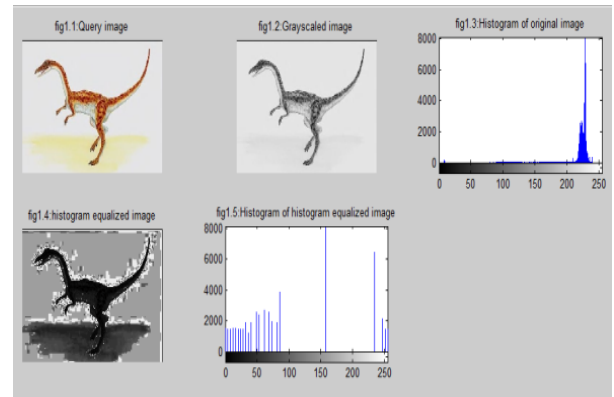 fig1.1:Query image
fig1.2:Grayscaled image
fig1.3:Histogram of original image
8000
6000
4000
2000
0
0 50 100 150 200 250
fig1.4:histogram equalized image
fig1.5:Histogram of histogram equalized image
8000
6000
4000
2000
0
0 50 100 150 200 250